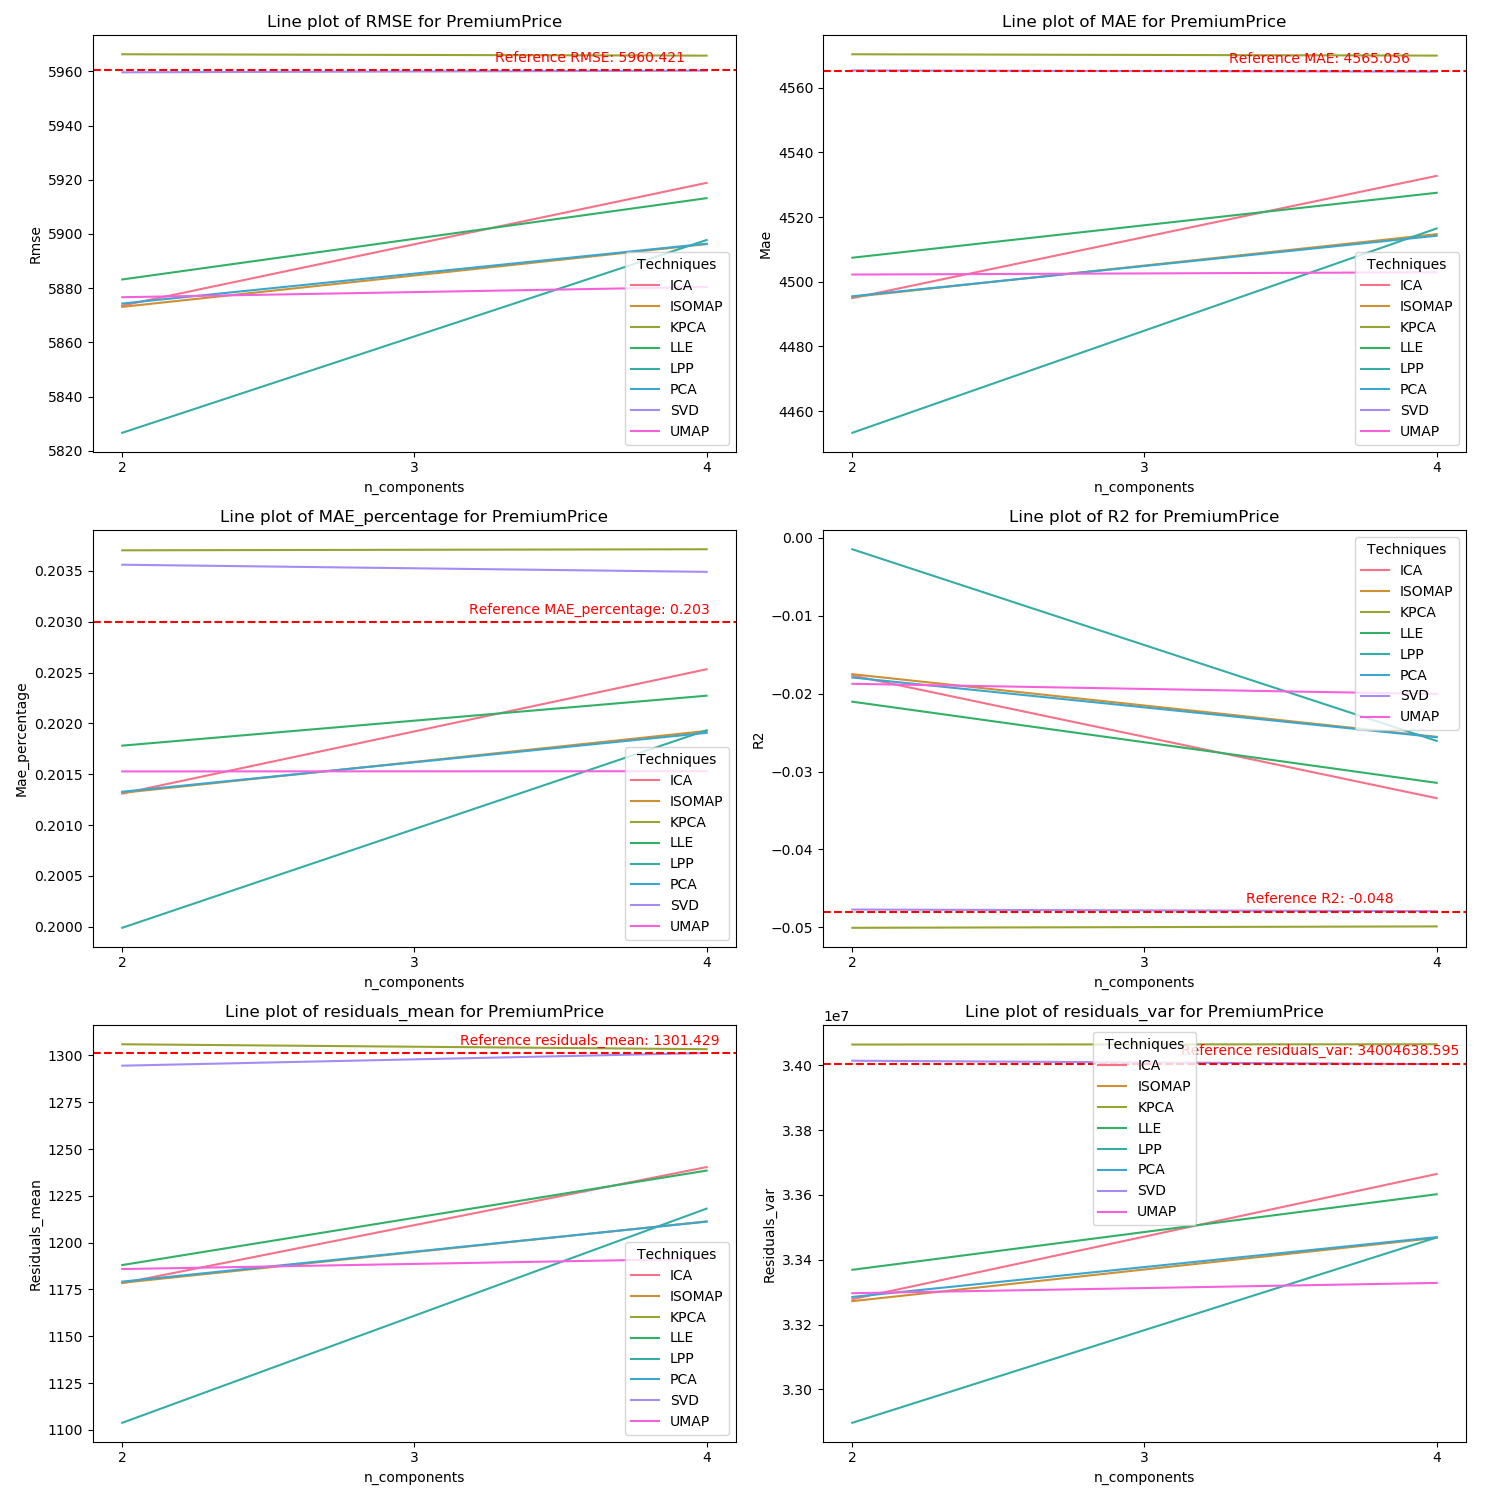 Line plot of RMSE for PremiumPrice
Reference RMSE: 5960.421
5960
5940
5920
5900
5880
5860
5840
5820
Rmse
Techniques
ICA
ISOMAP
KPCA
LLE
LPP
PCA
SVD
UMAP
2
3
4
n_components
Line plot of MAE for PremiumPrice
Reference MAE: 4565.056
4560
4540
4520
4500
4480
4460
Mae
Techniques
ICA
ISOMAP
KPCA
LLE
LPP
PCA
SVD
UMAP
2
3
4
n_components
Line plot of MAE_percentage for PremiumPrice
Reference MAE_percentage: 0.203
0.2035
0.2030
0.2025
0.2020
0.2015
0.2010
0.2005
0.2000
Mae_percentage
Techniques
ICA
ISOMAP
KPCA
LLE
LPP
PCA
SVD
UMAP
2
3
4
n_components
Line plot of R2 for PremiumPrice
0.00
−0.01
−0.02
−0.03
−0.04
−0.05
R2
Techniques
ICA
ISOMAP
KPCA
LLE
LPP
PCA
SVD
UMAP
Reference R2: -0.048
2
3
4
n_components
Line plot of residuals_mean for PremiumPrice
Reference residuals_mean: 1301.429
1300
1275
1250
1225
1200
1175
1150
1125
1100
Residuals_mean
Techniques
ICA
ISOMAP
KPCA
LLE
LPP
PCA
SVD
UMAP
2
3
4
n_components
Line plot of residuals_var for PremiumPrice
1e7
Reference residuals_var: 34004638.595
3.40
3.38
3.36
3.34
3.32
3.30
Residuals_var
Techniques
ICA
ISOMAP
KPCA
LLE
LPP
PCA
SVD
UMAP
2
3
4
n_components